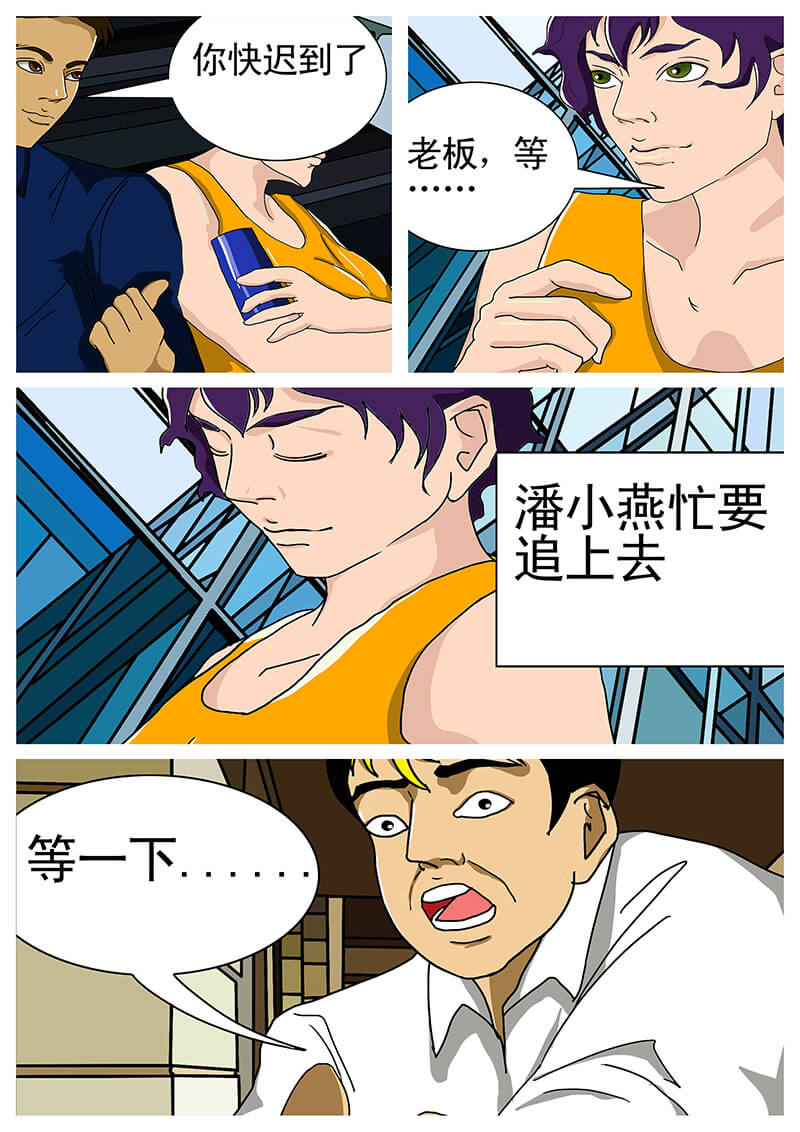 你快迟到了
老板，等
……
潘小燕忙要
追上去
等一下......